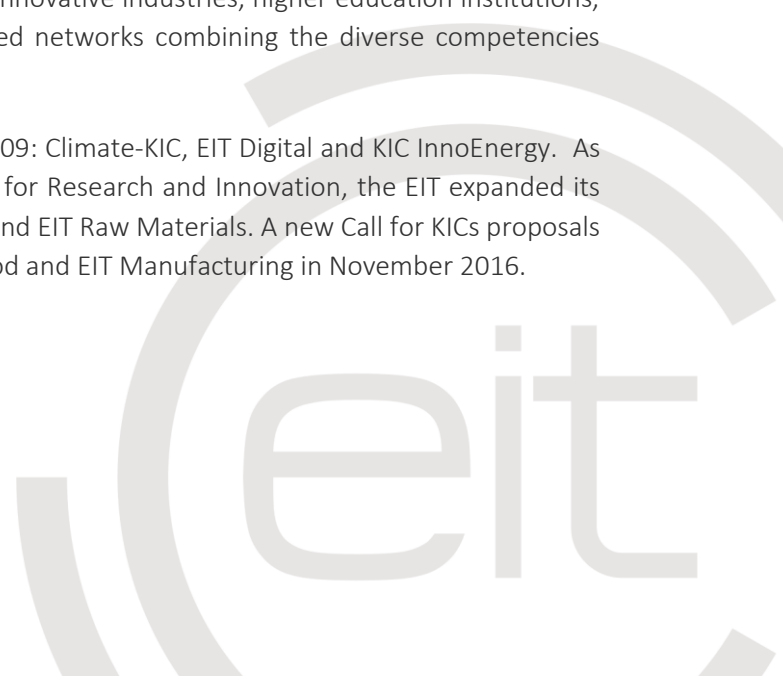 nnovative industries, higher education institutions,
ed networks combining the diverse competencies
09: Climate-KIC, EIT Digital and KIC InnoEnergy. As
for Research and Innovation, the EIT expanded its
nd EIT Raw Materials. A new Call for KICs proposals
od and EIT Manufacturing in November 2016.
eit